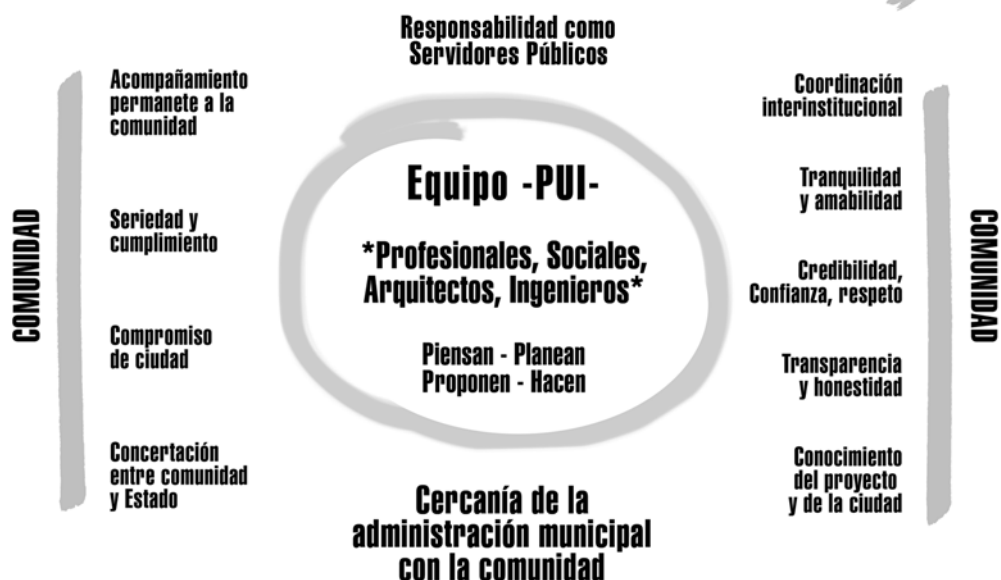 Responsabilidad como
Servidores Públicos
COMUNIDAD
Acompañamiento
permanete a la
comunidad
Seriedad y
cumplimiento
Compromiso
de ciudad
Concertación
entre comunidad
y Estado
Equipo -PUI-
*Profesionales, Sociales,
Arquitectos, Ingenieros*
Piensan - Planean
Proponen - Hacen
Coordinación
interinstitucional
Tranquilidad
y amabilidad
Credibilidad,
Confianza, respeto
Transparencia
y honestidad
Conocimiento
del proyecto
y de la ciudad
COMUNIDAD
Cercanía de la
administración municipal
con la comunidad